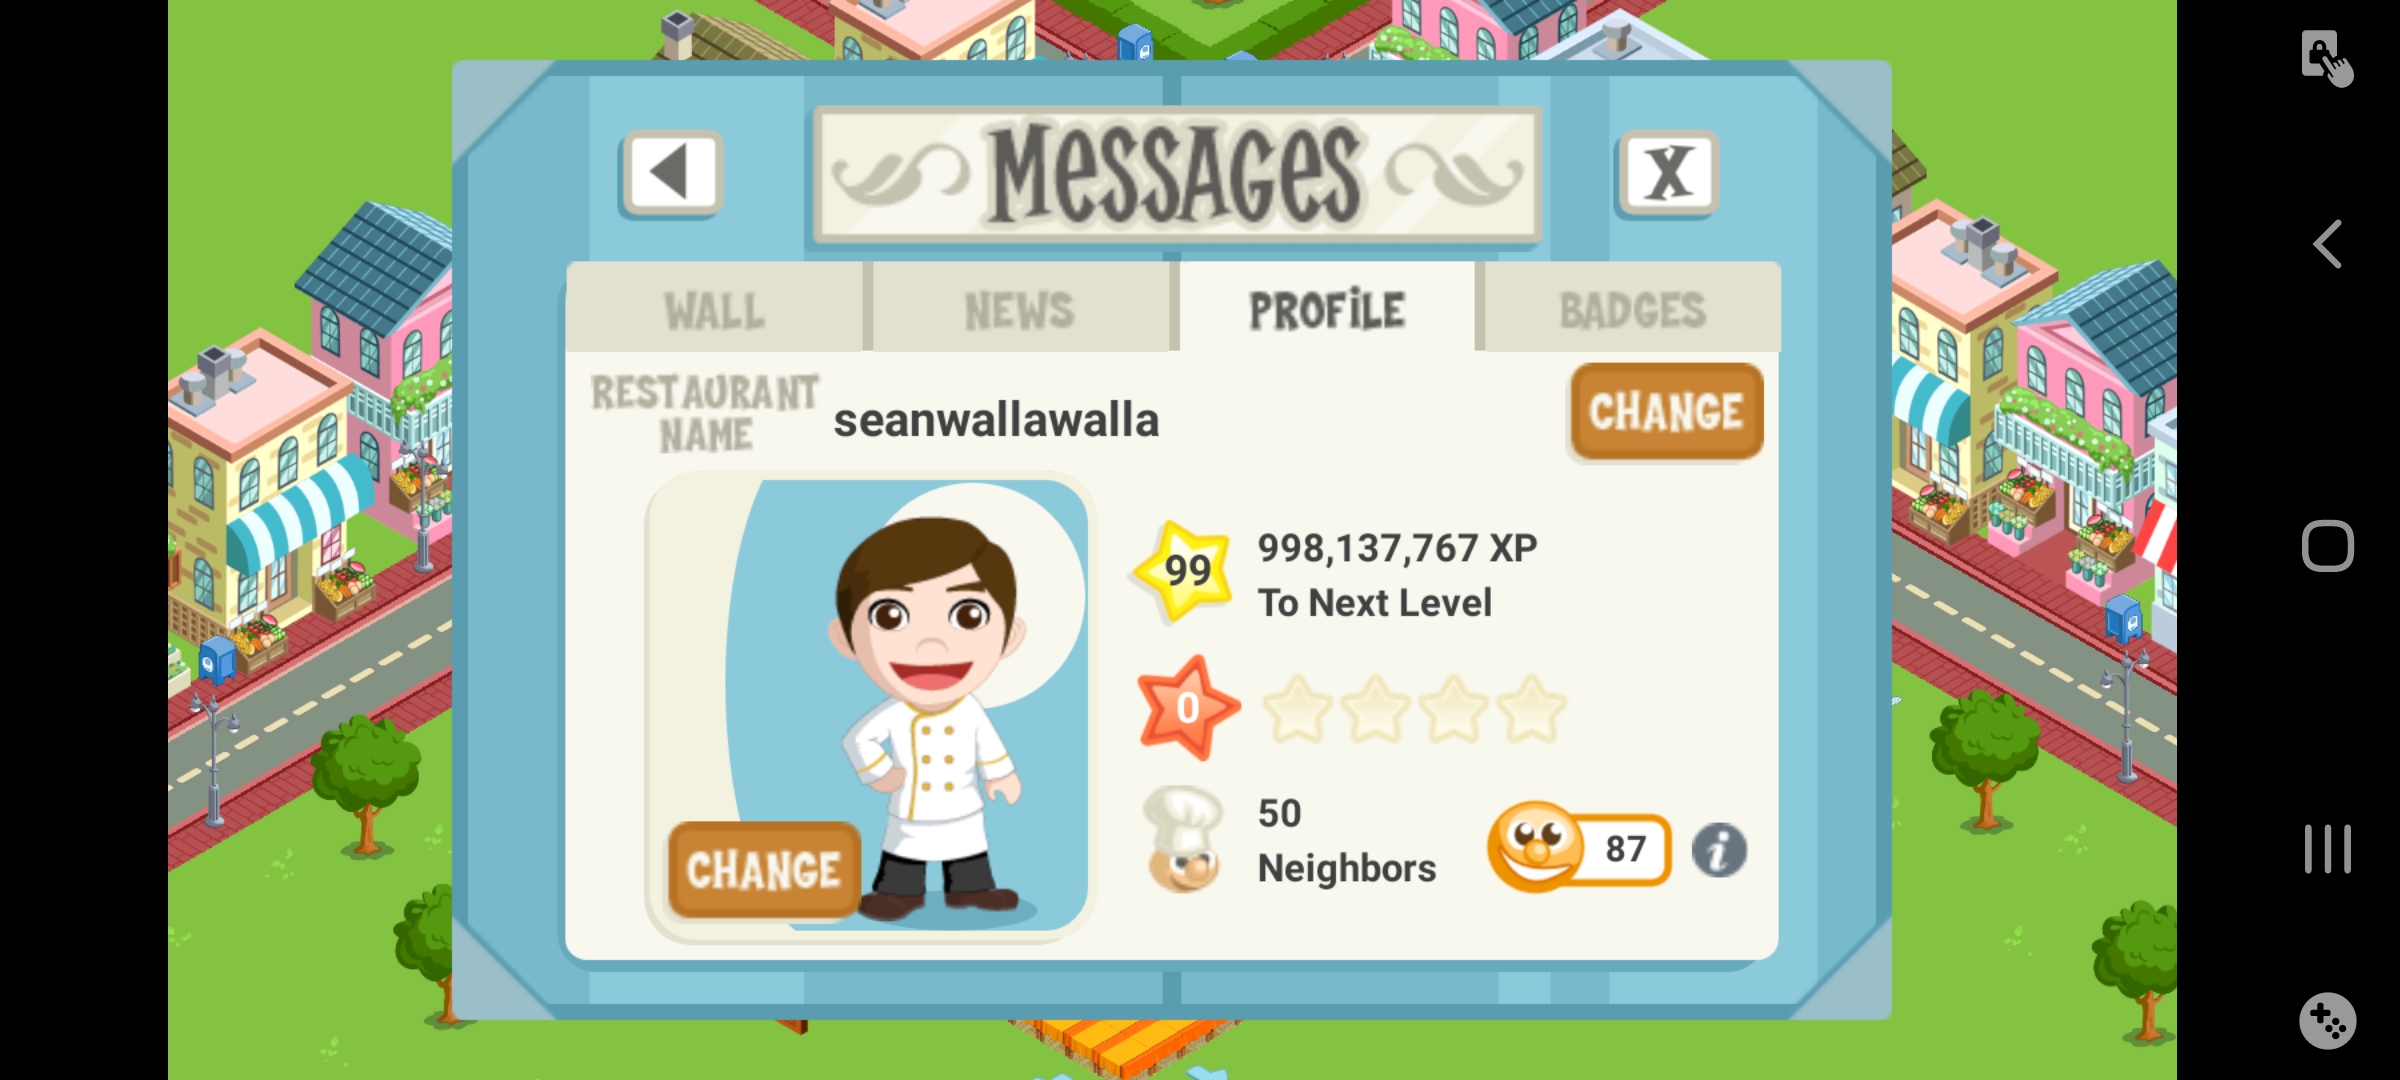 MESSAGES
X
WALL
NEWS
PROFiLE
BADGES
RESTAURANT
NAME
seanwallawalla
CHANGE
99
998,137,767 XP
To Next Level
0
50
Neighbors
87
i
CHANGE